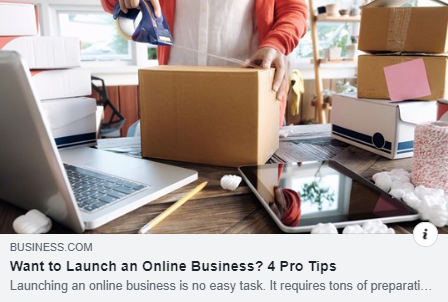 BUSINESS.COM
Want to Launch an Online Business? 4 Pro Tips
Launching an online business is no easy task. It requires tons of preparati…